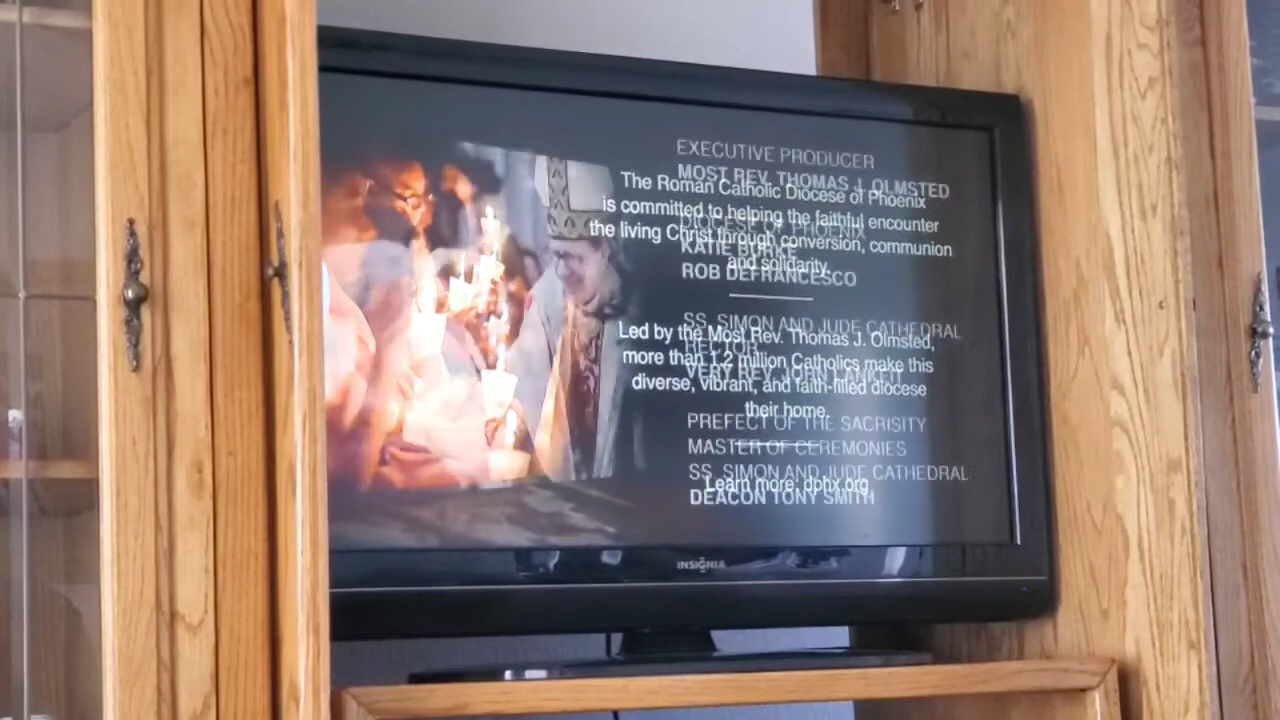 EXECUTIVE PRODUCER
MOST REV. THOMAS J. OLMSTED
The Roman Catholic Diocese of Phoenix
is committed to helping the faithful encounter
the living Christ through conversion, communion
and solidarity.
DIOCESE OF PHOENIX
KATIE BURKE
ROB DEFRANCESCO
SS. SIMON AND JUDE CATHEDRAL
RECTOR
VERY REV. JOHN
Led by the Most Rev. Thomas J. Olmsted,
more than 1.2 million Catholics make this
diverse, vibrant, and faith-filled diocese
their home.
PREFECT OF THE SACRISITY
MASTER OF CEREMONIES
SS. SIMON AND JUDE CATHEDRAL
DEACON TONY SMITH
Learn more: dphx.org
INSIGNIA